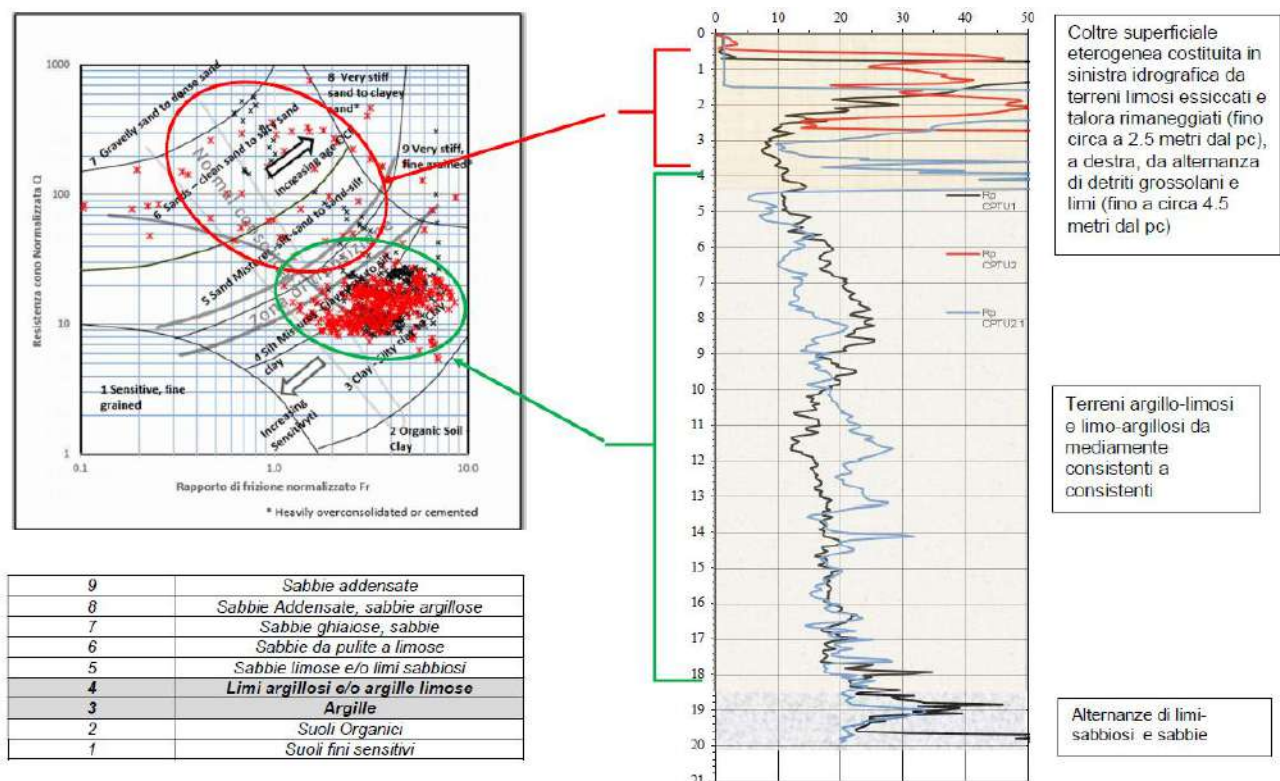 1000
100
10
1
0.1
1.0
10.0
Resistenza cono Normalizzata Q
Rapporto di frizione normalizzato Fr
* Heavily overconsolidated or cemented
7 Gravelly sand to dense sand
8 Very stiff
sand to clayey
sand*
9 Very stiff,
fine grained*
6 Sands – clean sand to silty sand
Increasing age OCR
5 Sand Mixture silt-sand to sand-silt
4 Silt Mixtures Clayey silt to silt
clay
3 Clay - Silty clay to Clay
1 Sensitive, fine
grained
Increasing
Sensitivyti
2 Organic Soil -
Clay
9 Sabbie addensate
8 Sabbie Addensate, sabbie argillose
7 Sabbie ghiaiose, sabbie
6 Sabbie da pulite a limose
5 Sabbie limose e/o limi sabbiosi
4 Limi argillosi e/o argille limose
3 Argille
2 Suoli Organici
1 Suoli fini sensitivi
0 10 20 30 40 50
0
1
2
3
4
5
6
7
8
9
10
11
12
13
14
15
16
17
18
19
20
21
Rp
CPTU1
Rp
CPTU2
Rp
CPTU2.1
Coltre superficiale
eterogenea costituita in
sinistra idrografica da
terreni limosi essiccati e
talora rimaneggiati (fino
circa a 2.5 metri dal pc),
a destra, da alternanza
di detriti grossolani e
limi (fino a circa 4.5
metri dal pc)
Terreni argillo-limosi
e limo-argillosi da
mediamente
consistenti a
consistenti
Alternanze di limi-
sabbiosi e sabbie